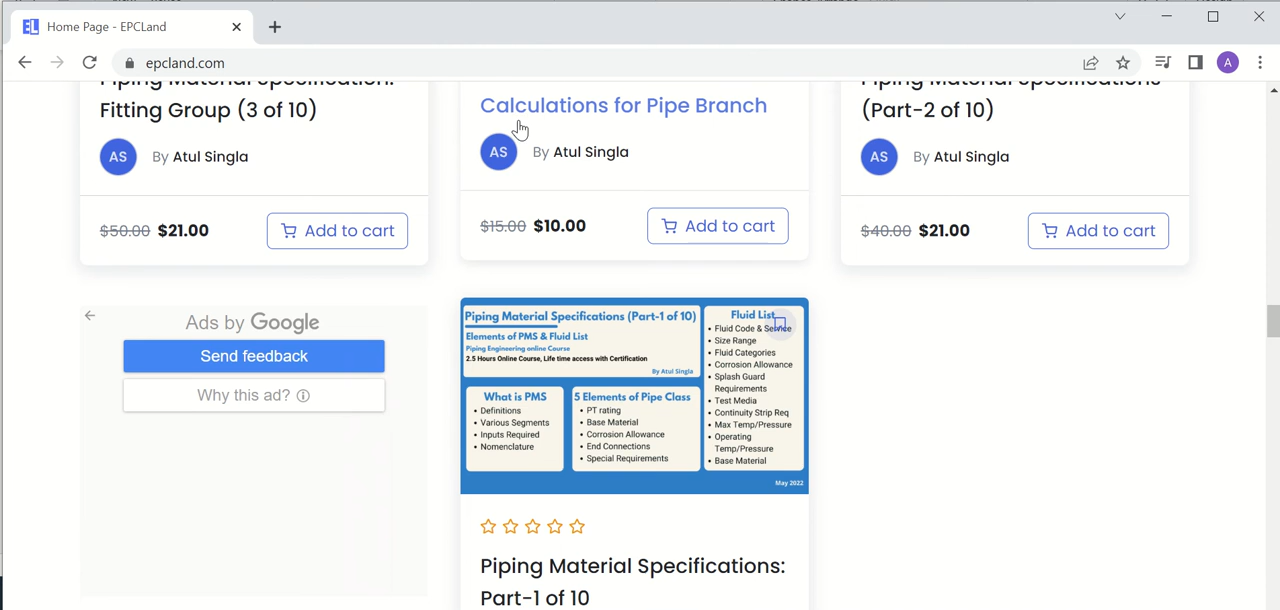 Home Page - EPCLand
epcland.com
A
Piping Material Specification:
Fitting Group (3 of 10)
AS
By Atul Singla
$50.00 $21.00
Add to cart
Calculations for Pipe Branch
AS
By Atul Singla
$15.00 $10.00
Add to cart
Piping Material Specifications
(Part-2 of 10)
AS
By Atul Singla
$40.00 $21.00
Add to cart
Ads by Google
Send feedback
Why this ad?
Piping Material Specifications (Part-1 of 10)
Elements of PMS & Fluid List
Piping Engineering online Course
2.5 Hours Online Course, Life time access with Certification
By Atul Singla
What is PMS
• Definitions
• Various Segments
• Inputs Required
• Nomenclature
5 Elements of Pipe Class
• PT rating
• Base Material
• Corrosion Allowance
• End Connections
• Special Requirements
Fluid List
• Fluid Code & Service
• Size Range
• Fluid Categories
• Corrosion Allowance
• Splash Guard
Requirements
• Test Media
• Continuity Strip Req
• Max Temp/Pressure
• Operating
Temp/Pressure
• Base Material
May 2022
Piping Material Specifications:
Part-1 of 10